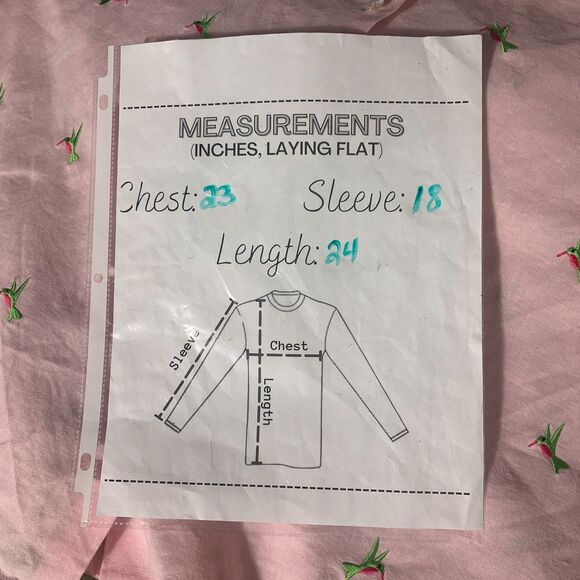 MEASUREMENTS
(INCHES, LAYING FLAT)
Chest: 23 Sleeve: 18
Length: 24
Sleeve
Chest
Length